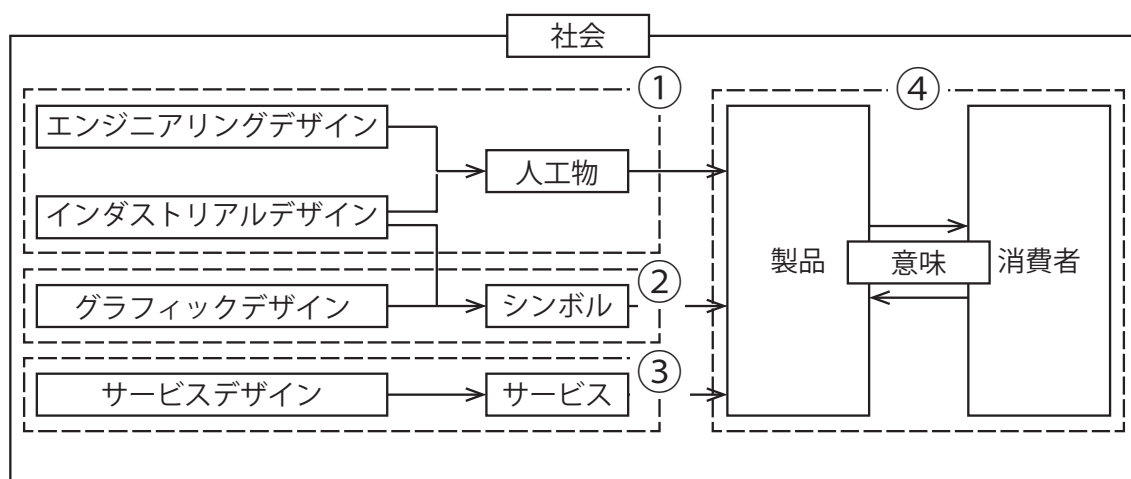 社会
①
エンジニアリングデザイン
人工物
インダストリアルデザイン
②
グラフィックデザイン
シンボル
③
サービスデザイン
サービス
④
製品
意味
消費者